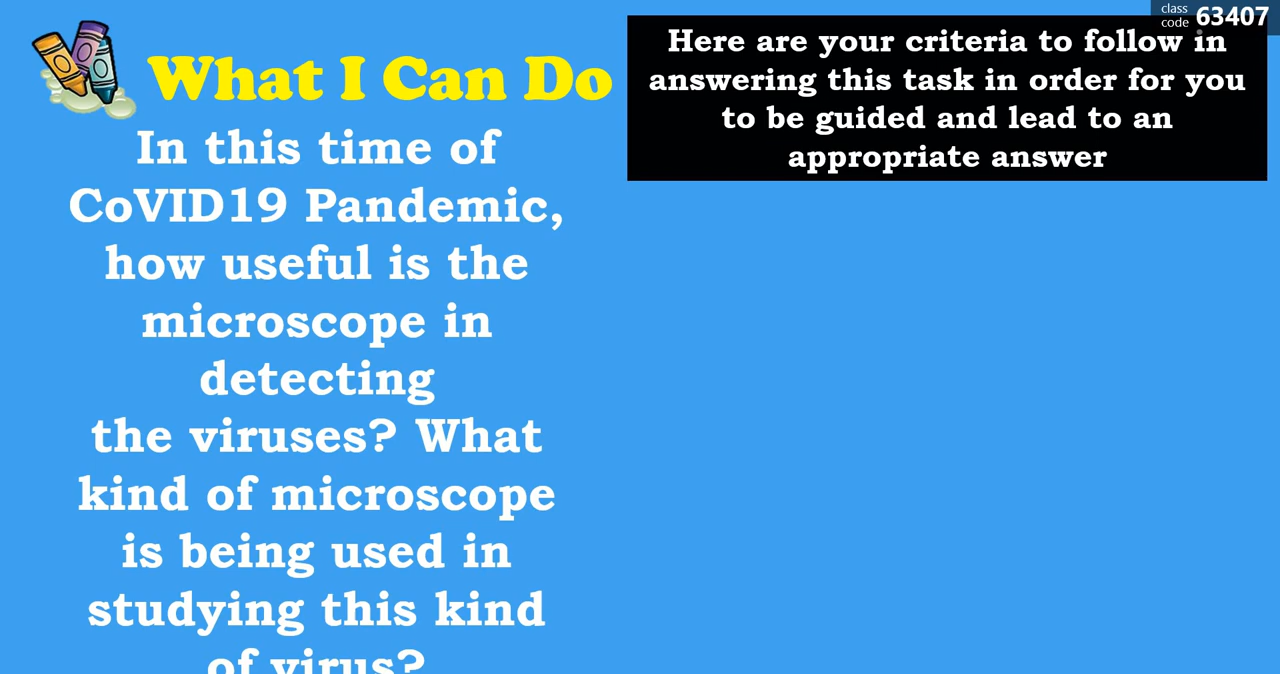 class
code 63407
What I Can Do
In this time of
CoVID19 Pandemic,
how useful is the
microscope in
detecting
the viruses? What
kind of microscope
is being used in
studying this kind
of virus?
Here are your criteria to follow in
answering this task in order for you
to be guided and lead to an
appropriate answer